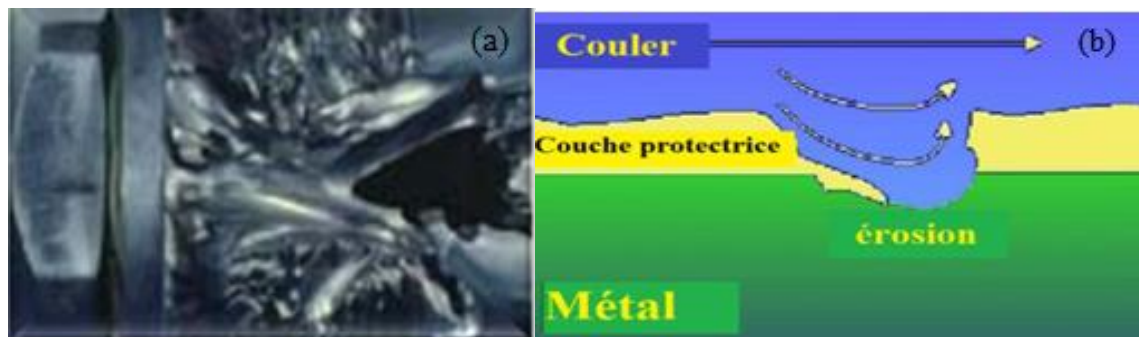 (a)
Couler
(b)
Couche protectrice
érosion
Métal